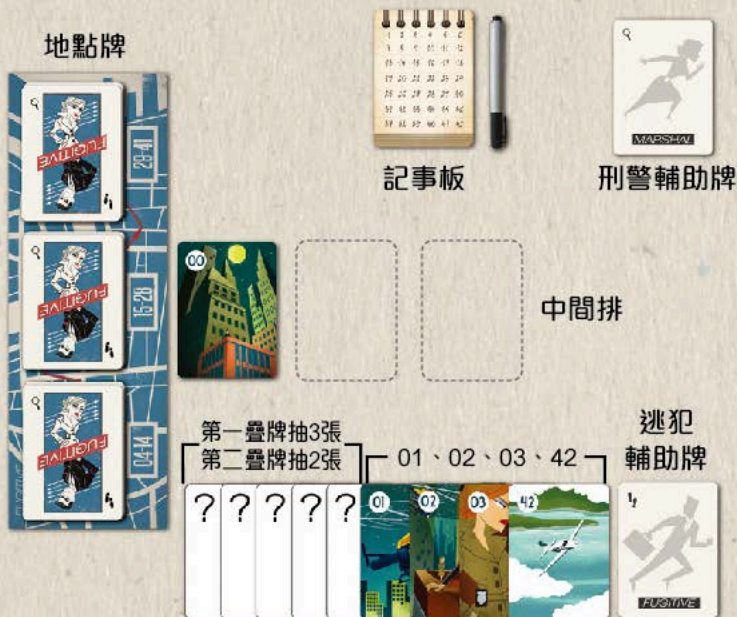 地點牌
記事板
刑警輔助牌
MARSHAL
FUGITIVE
29-41
FUGITIVE
15-28
FUGITIVE
04-14
FUGITIVE
00
中間排
第一疊牌抽3張
第二疊牌抽2張
01、02、03、42
逃犯
輔助牌
? ? ? ? ?
01
02
03
42
FUGITIVE